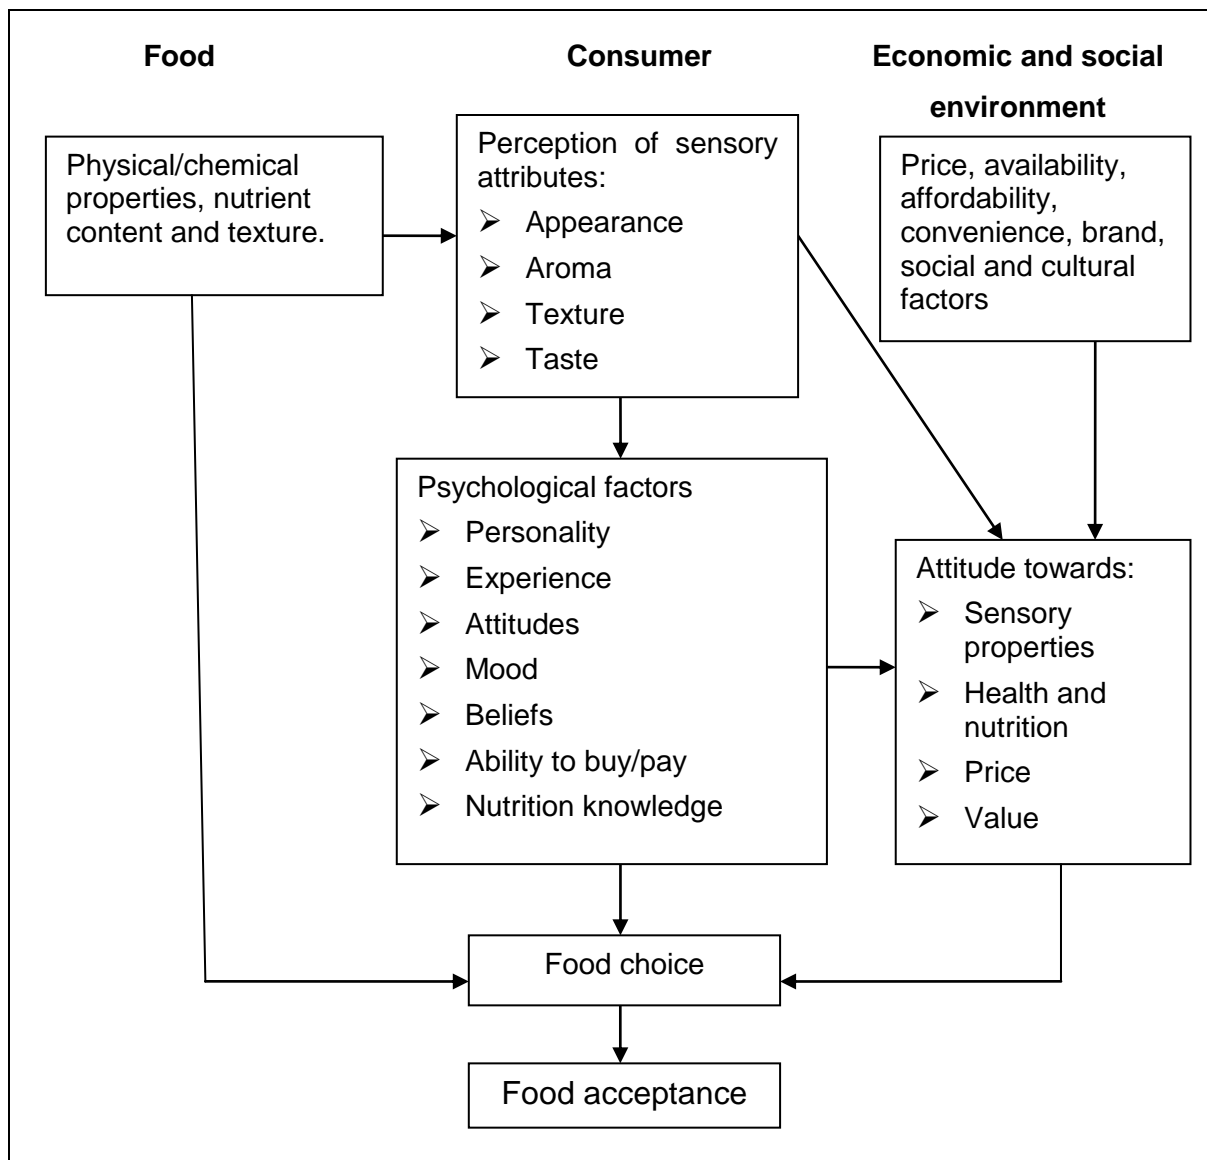 Food
Consumer
Economic and social
environment
Physical/chemical
properties, nutrient
content and texture.
Perception of sensory
attributes:
➢ Appearance
➢ Aroma
➢ Texture
➢ Taste
Price, availability,
affordability,
convenience, brand,
social and cultural
factors
Psychological factors
➢ Personality
➢ Experience
➢ Attitudes
➢ Mood
➢ Beliefs
➢ Ability to buy/pay
➢ Nutrition knowledge
Attitude towards:
➢ Sensory
properties
➢ Health and
nutrition
➢ Price
➢ Value
Food choice
Food acceptance